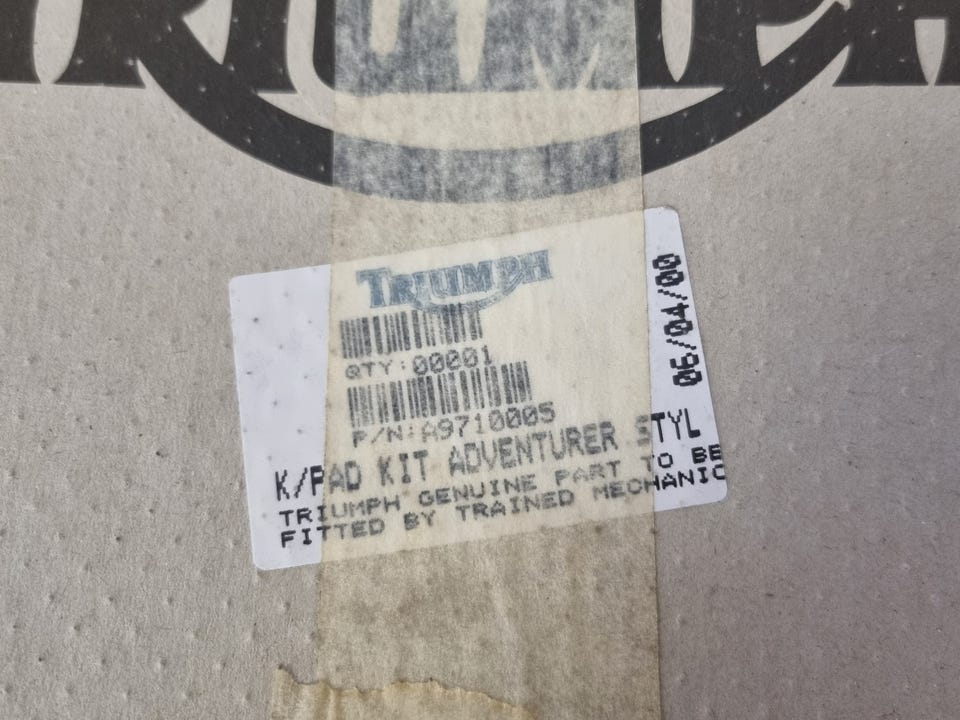 TRIUMPH
TRIUMPH
QTY:00001
P/N:A9710005
06/04/00
K/PAD KIT ADVENTURER STYL
TRIUMPH GENUINE PART TO BE
FITTED BY TRAINED MECHANIC